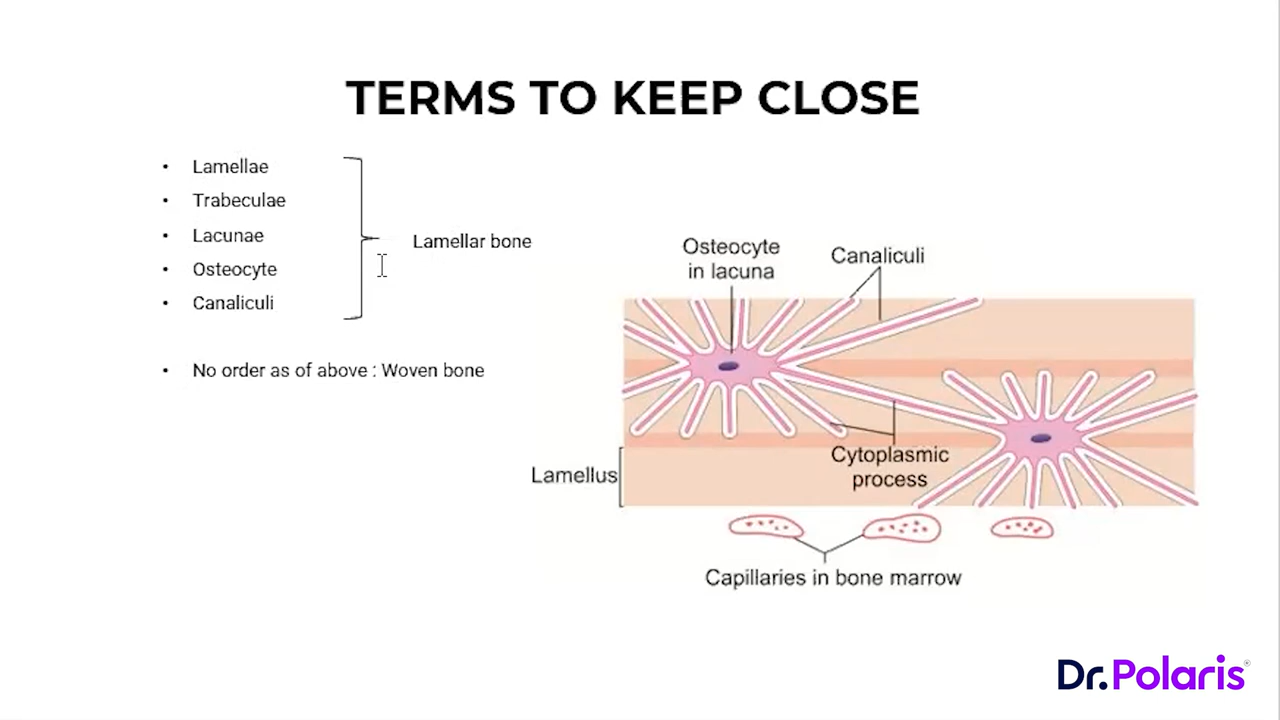 TERMS TO KEEP CLOSE
• Lamellae
• Trabeculae
• Lacunae
• Osteocyte
• Canaliculi
Lamellar bone
• No order as of above : Woven bone
Osteocyte
in lacuna
Canaliculi
Cytoplasmic
process
Lamellus
Capillaries in bone marrow
Dr.Polaris®